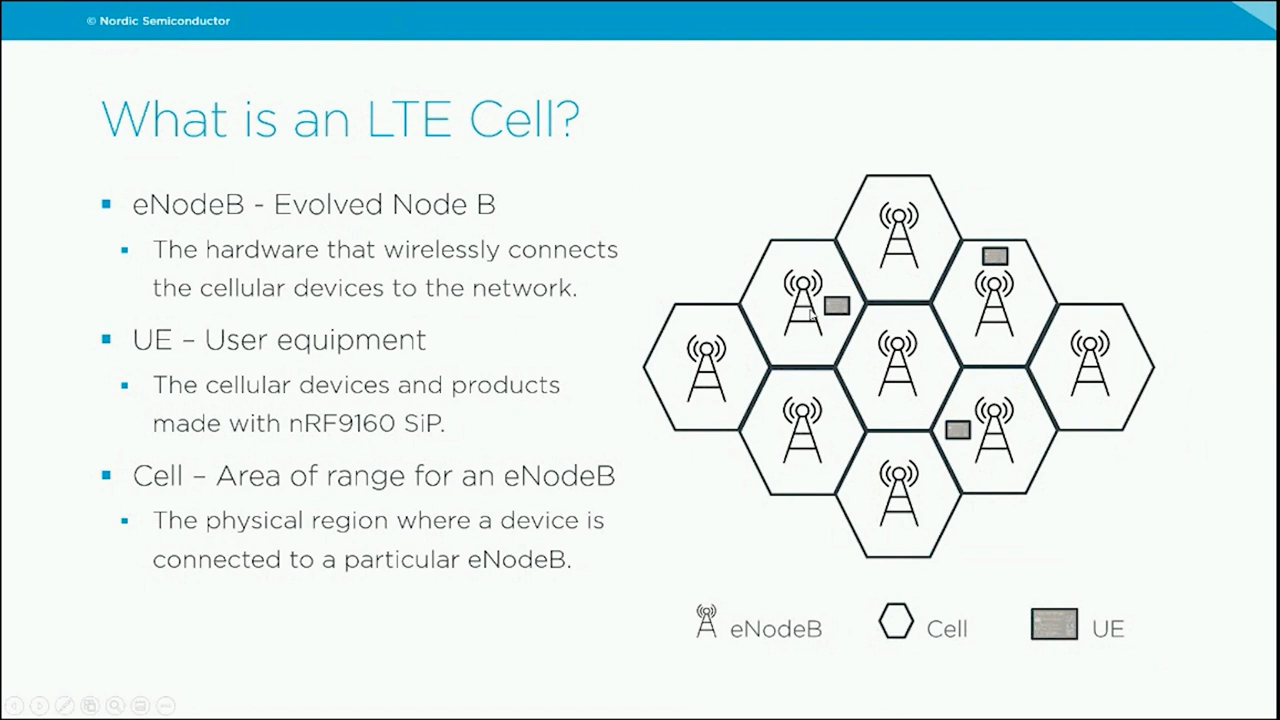 © Nordic Semiconductor
What is an LTE Cell?
eNodeB - Evolved Node B
The hardware that wirelessly connects
the cellular devices to the network.
UE – User equipment
The cellular devices and products
made with nRF9160 SiP.
Cell – Area of range for an eNodeB
The physical region where a device is
connected to a particular eNodeB.
eNodeB
Cell
UE